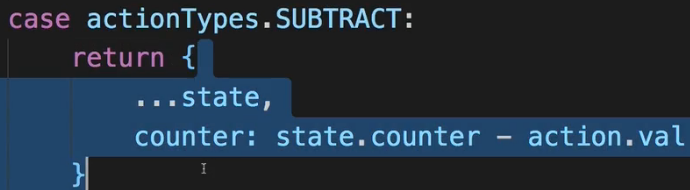 case actionTypes.SUBTRACT:
return {
...state,
counter: state.counter - action.val
}